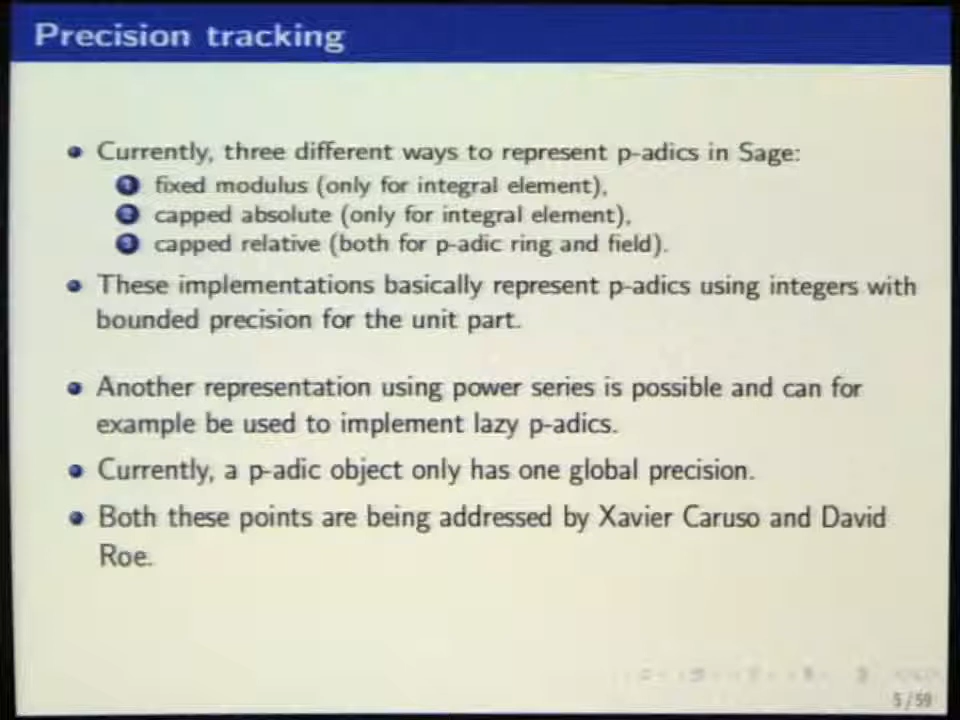 Precision tracking
Currently, three different ways to represent p-adics in Sage:
1 fixed modulus (only for integral element),
2 capped absolute (only for integral element),
3 capped relative (both for p-adic ring and field).
These implementations basically represent p-adics using integers with
bounded precision for the unit part.
Another representation using power series is possible and can for
example be used to implement lazy p-adics.
Currently, a p-adic object only has one global precision.
Both these points are being addressed by Xavier Caruso and David
Roe.
5/59